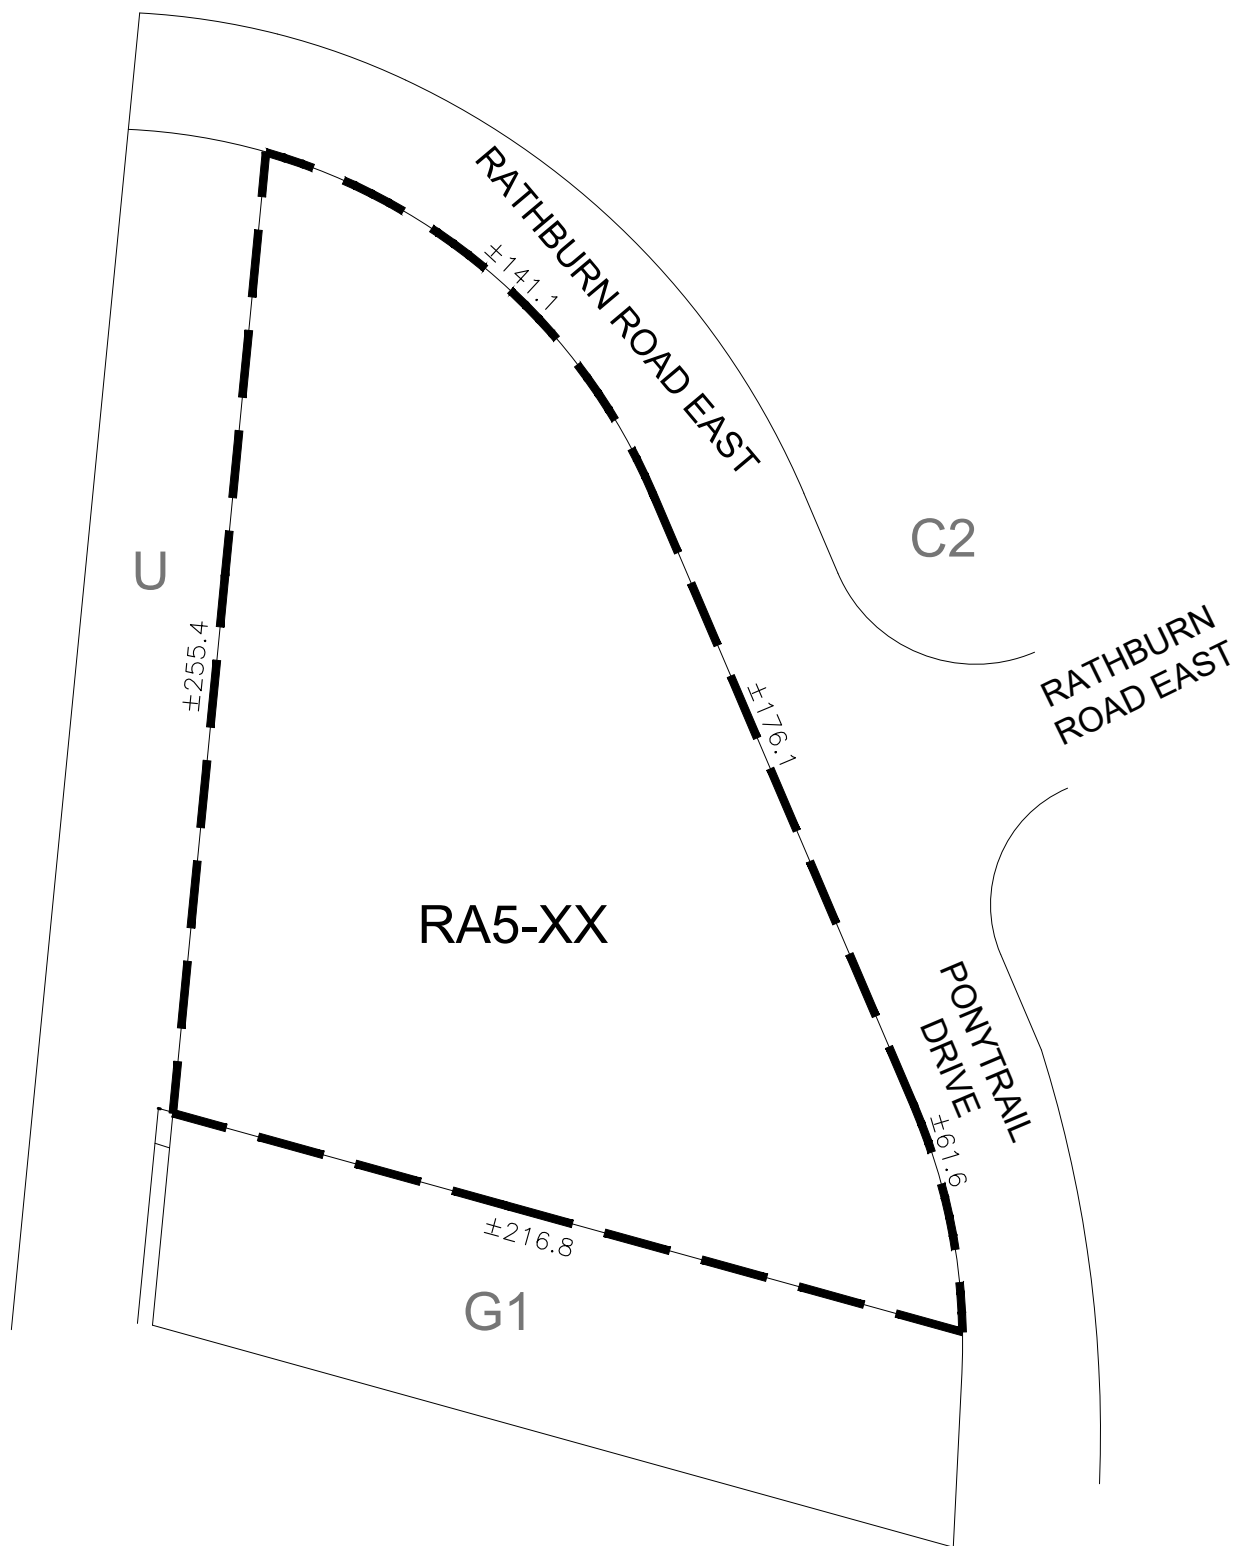 RATHBURN ROAD EAST
±141.1
C2
U
RATHBURN
ROAD EAST
±255.4
±176.1
RA5-XX
PONYTRAIL
DRIVE
±61.6
±216.8
G1